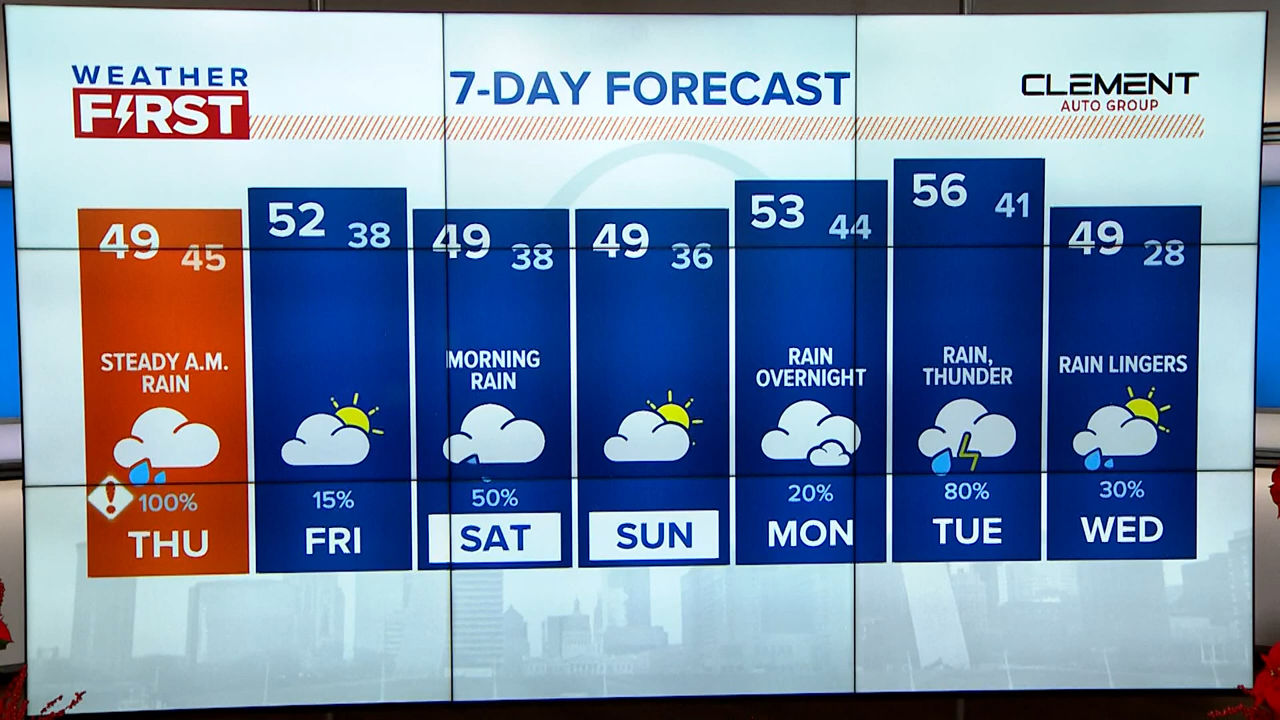 WEATHER
FIRST
7-DAY FORECAST
CLEMENT
AUTO GROUP
49 45
STEADY A.M.
RAIN
100%
THU
52 38
15%
FRI
49 38
MORNING
RAIN
50%
SAT
49 36
SUN
53 44
RAIN
OVERNIGHT
20%
MON
56 41
RAIN,
THUNDER
80%
TUE
49 28
RAIN LINGERS
30%
WED